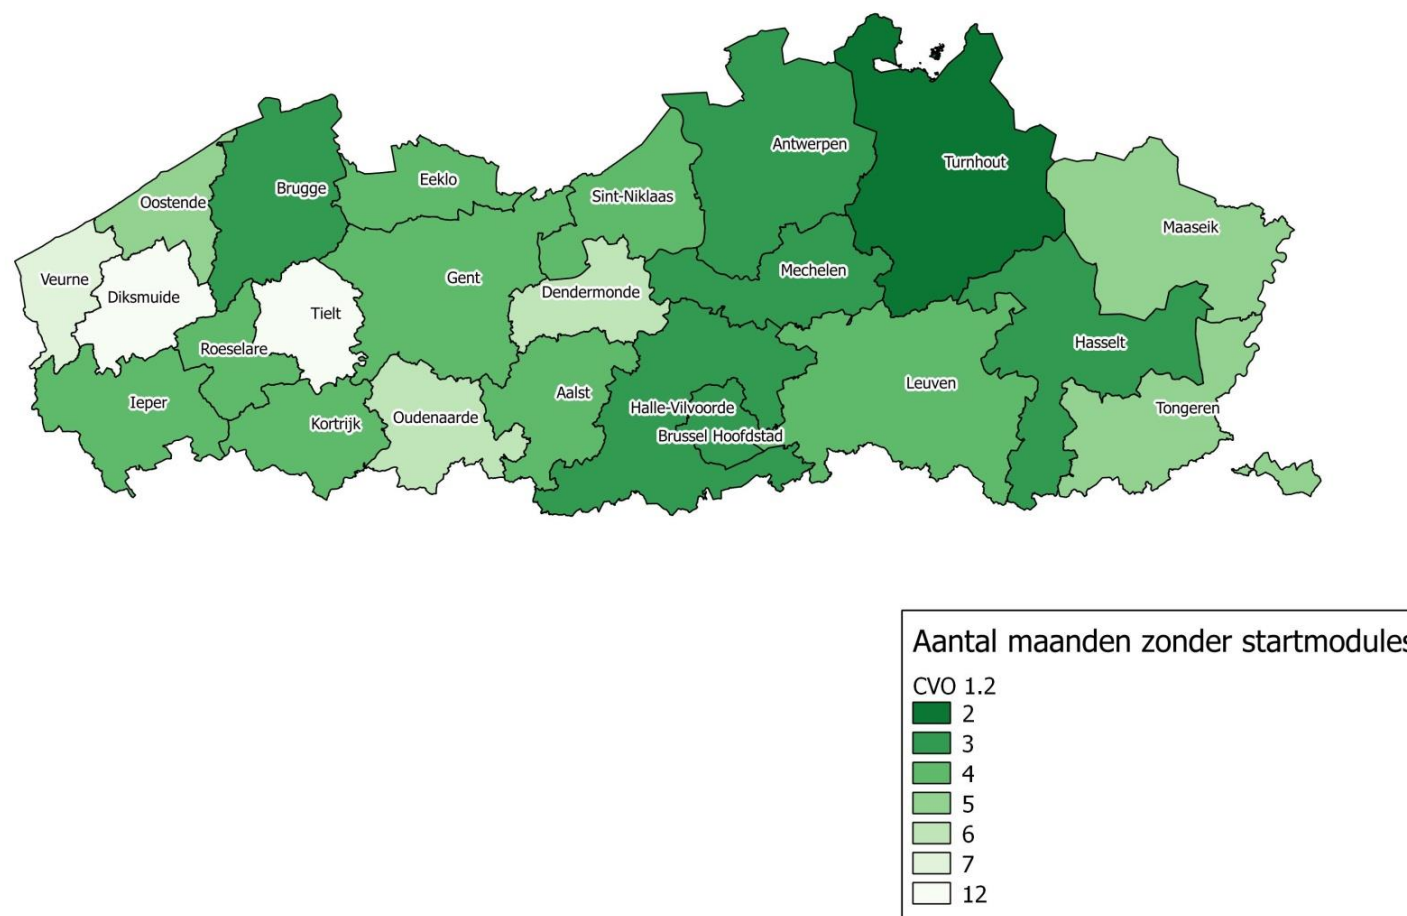 Antwerpen
Turnhout
Eeklo
Brugge
Sint-Niklaas
Oostende
Maaseik
Mechelen
Veurne
Gent
Dendermonde
Diksmuide
Tielt
Roeselare
Hasselt
Leuven
Aalst
Ieper
Halle-Vilvoorde
Tongeren
Oudenaarde
Kortrijk
Brussel Hoofdstad
Aantal maanden zonder startmodules
CVO 1.2
2
3
4
5
6
7
12